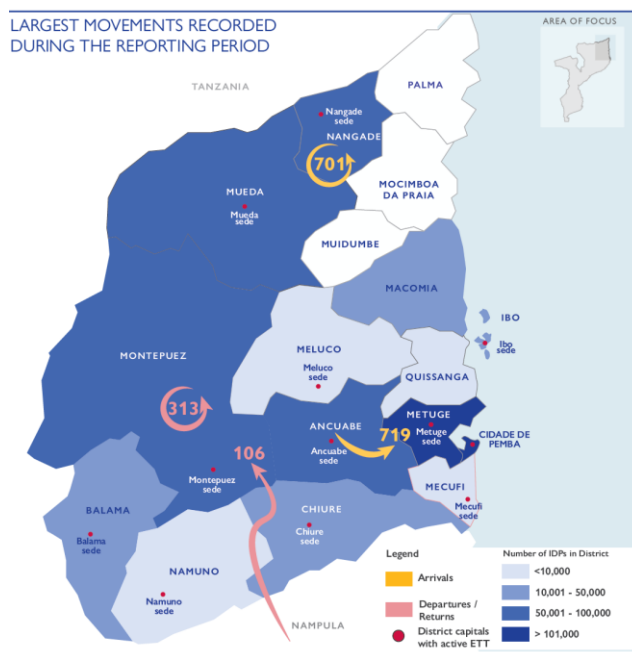 LARGEST MOVEMENTS RECORDED
DURING THE REPORTING PERIOD
AREA OF FOCUS
TANZANIA
PALMA
Nangade
sede
NANGADE
701
MOCIMBOA
DA PRAIA
MUEDA
Mueda
sede
MUIDUMBE
MACOMIA
IBO
Ibo
sede
MELUCO
Meluco
sede
MONTEPUEZ
QUISSANGA
313
METUGE
Metuge
sede
ANCUABE
719
Ancuabe
sede
CIDADE DE
PEMBA
106
Montepuez
sede
MECUFI
Mecufi
sede
BALAMA
Balama
sede
CHIURE
Chiure
sede
NAMUNO
Namuno
sede
NAMPULA
Legend
Arrivals
Departures /
Returns
District capitals
with active ETT
Number of IDPs in District
<10,000
10,001 - 50,000
50,001 - 100,000
> 101,000